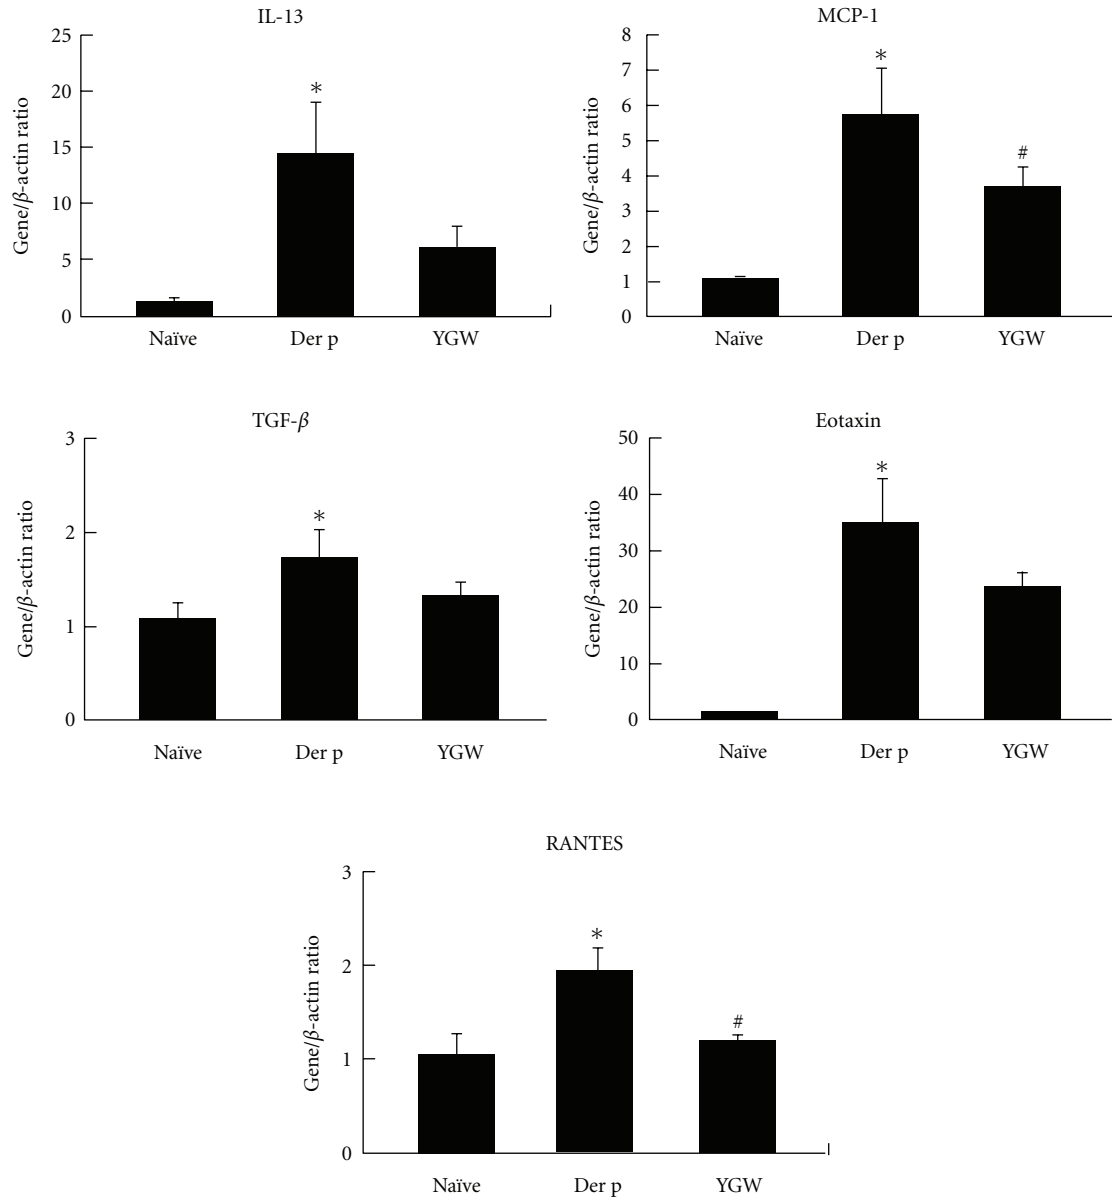 IL-13
25
20
15
10
5
0
Gene/β-actin ratio
*
Naïve Der p YGW
MCP-1
8
7
6
5
4
3
2
1
0
Gene/β-actin ratio
*
#
Naïve Der p YGW
TGF-β
3
2
1
0
Gene/β-actin ratio
*
Naïve Der p YGW
Eotaxin
50
40
30
20
10
0
Gene/β-actin ratio
*
Naïve Der p YGW
RANTES
3
2
1
0
Gene/β-actin ratio
*
#
Naïve Der p YGW